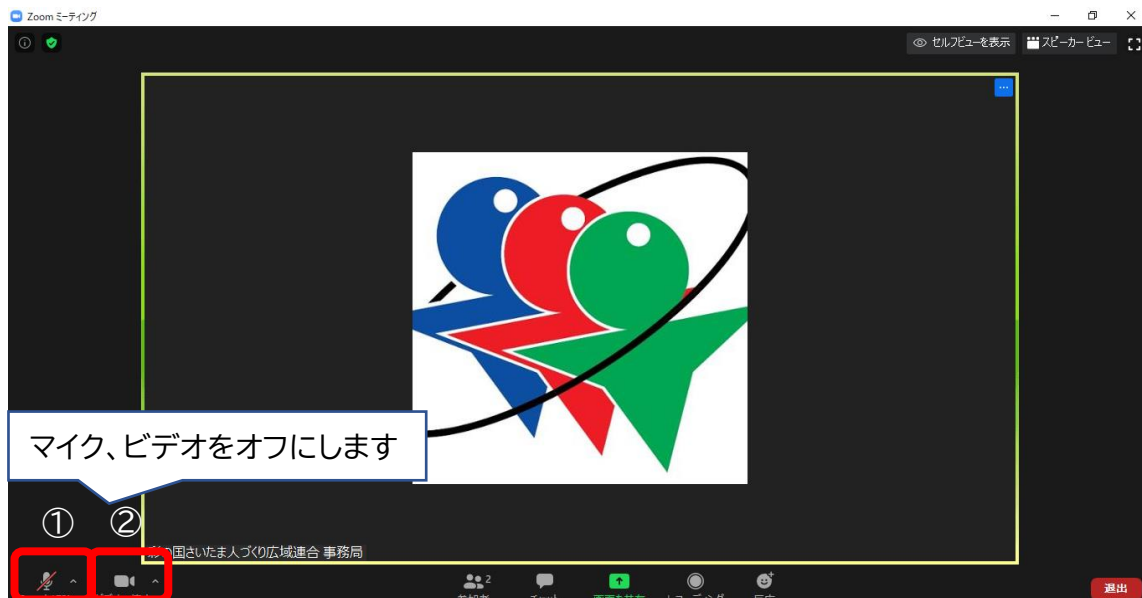 Zoom ミーティング
セルフビューを表示
スピーカー ビュー
マイク、ビデオをオフにします
① ②
の国さいたま人づくり広域連合 事務局
2
退出